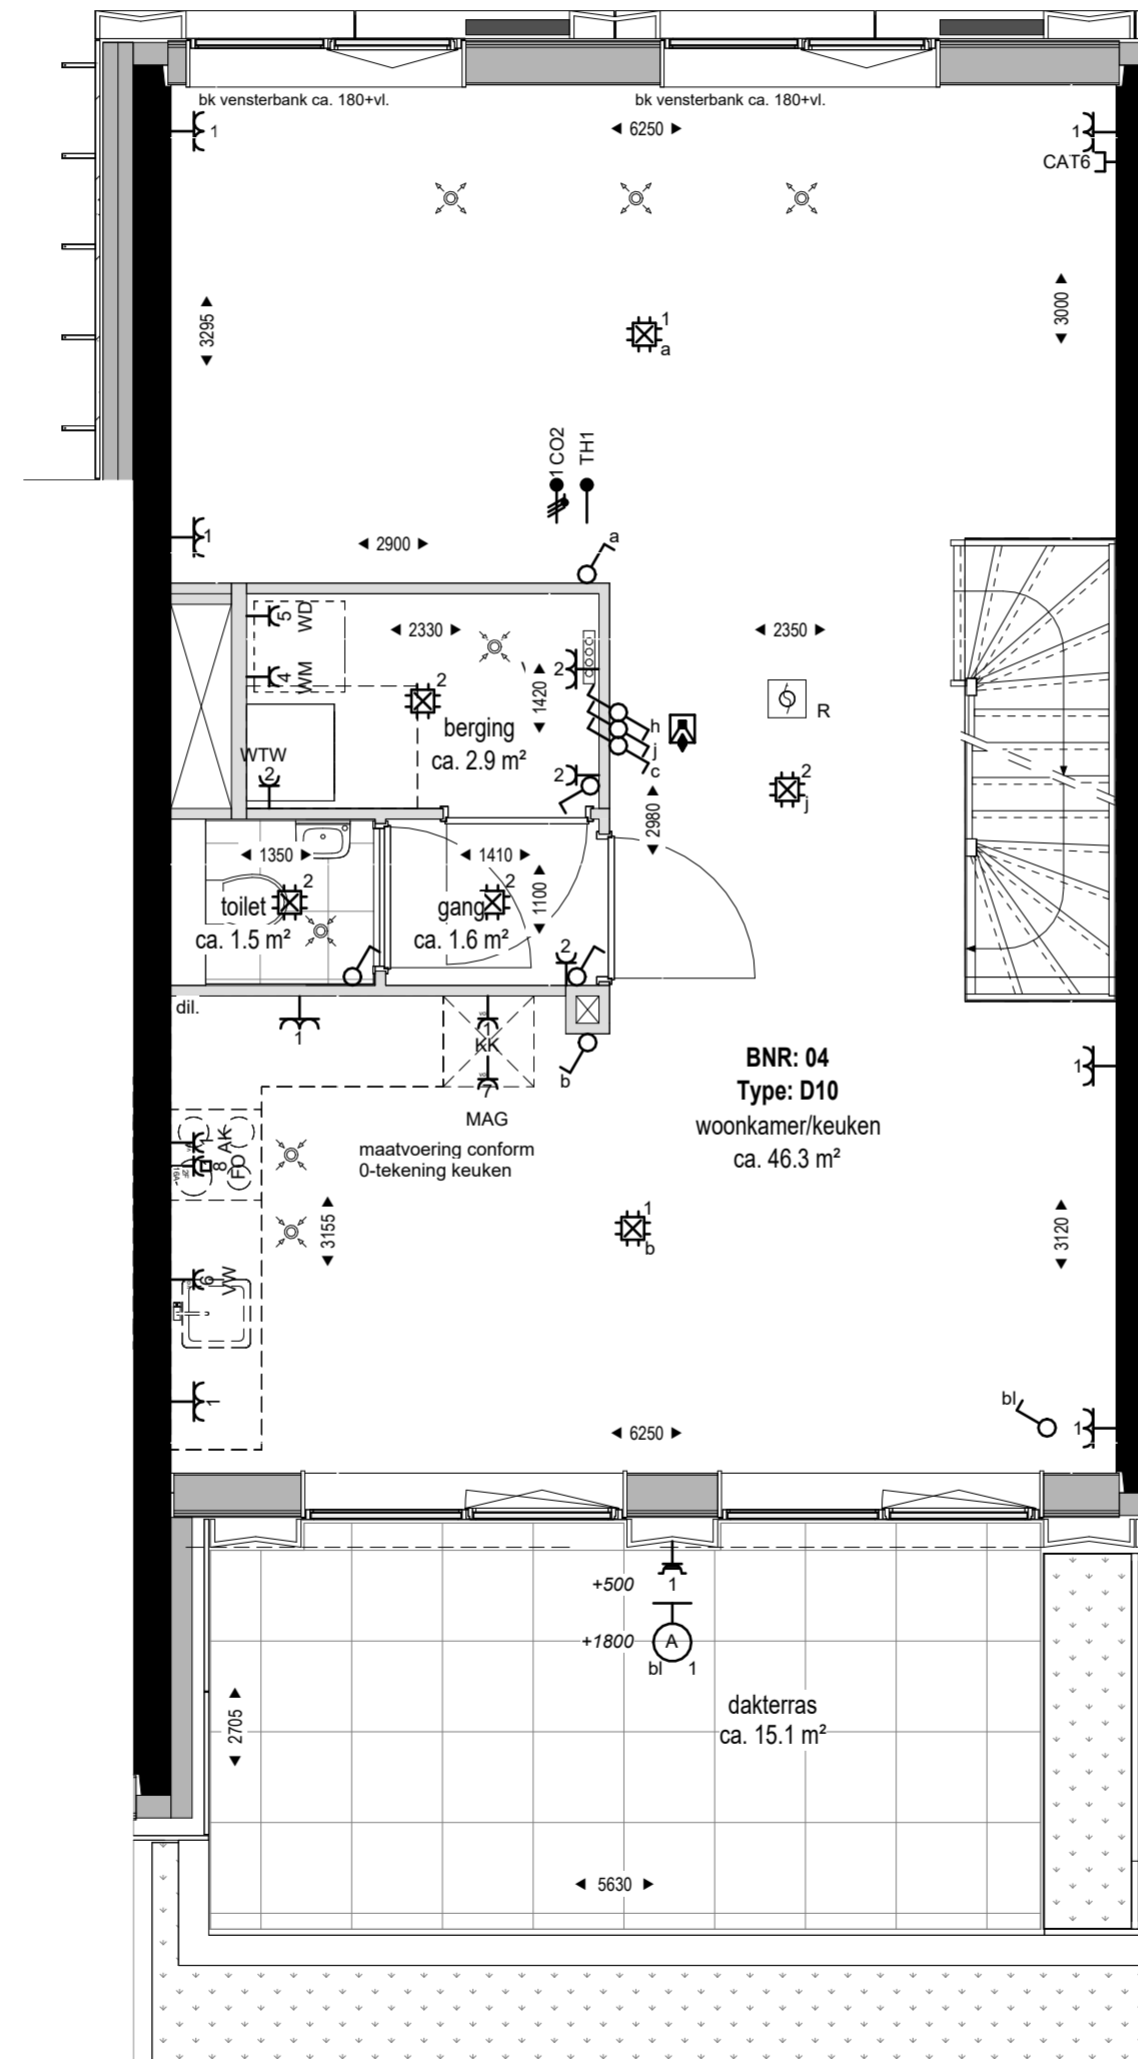 bk vensterbank ca. 180+vl.
bk vensterbank ca. 180+vl.
1
6250
1
CAT6
3295
3000
1
a
1 CO2
TH1
1
2900
a
5
WD
2330
2350
4
WM
2
2
1420
berging
ca. 2.9 m²
h
j
c
R
WTW
2
2
2
j
2980
1350
1410
2
2
1100
toilet
ca. 1.5 m²
gang
ca. 1.6 m²
2
dil.
1
1
KK
7
b
MAG
maatvoering conform
0-tekening keuken
BNR: 04
Type: D10
woonkamer/keuken
ca. 46.3 m²
1
1
AK
8
FO
3155
1
b
3120
6
VW
1
6250
bl
1
+500
1
+1800
A
bl
1
2705
dakterras
ca. 15.1 m²
5630